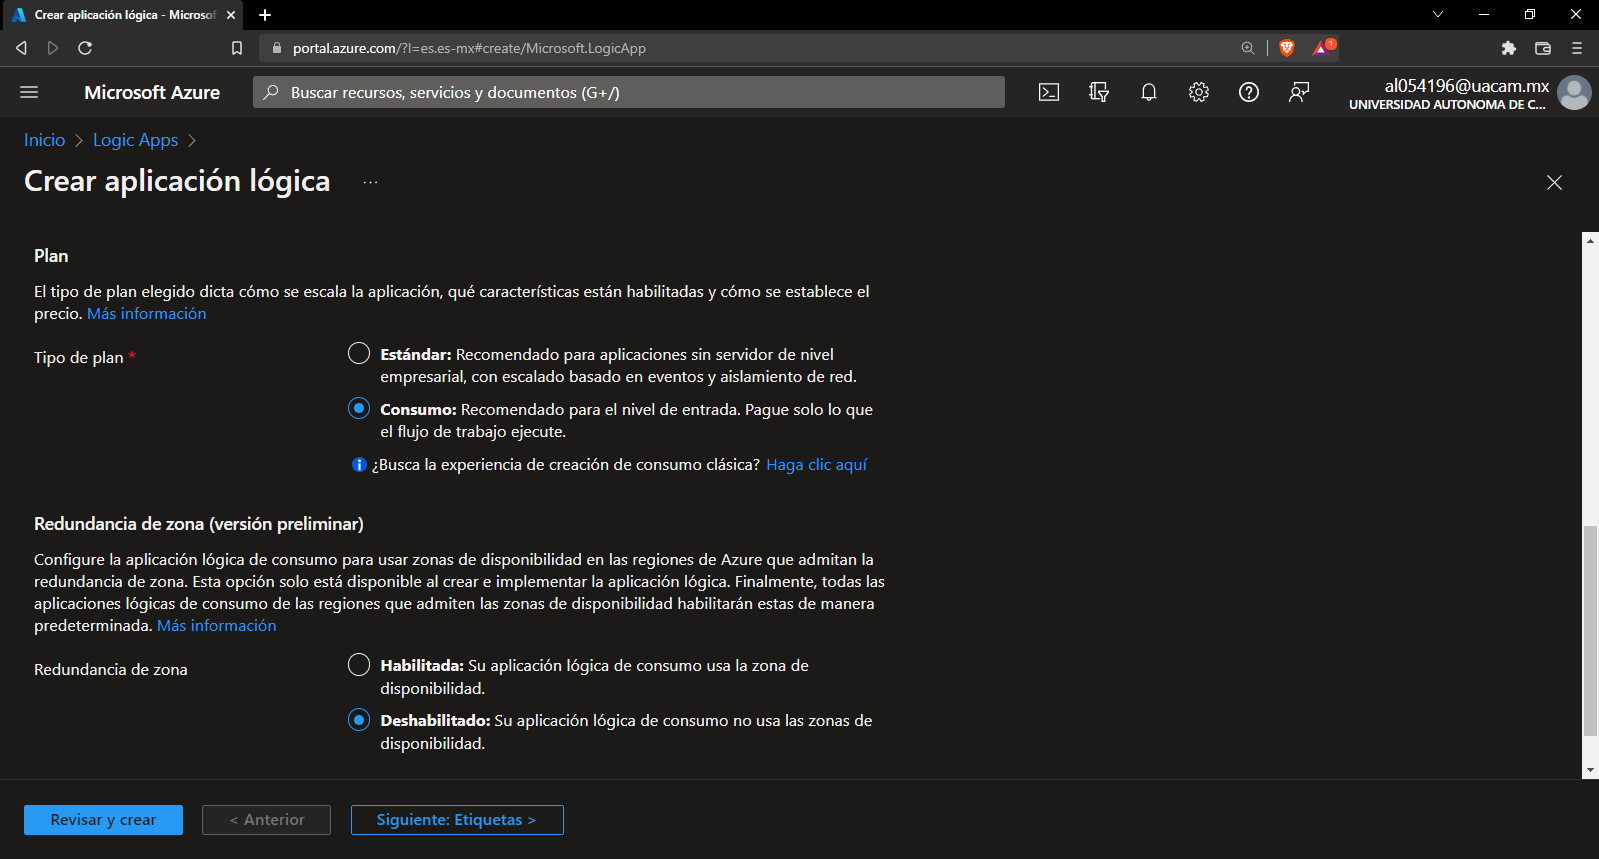 Crear aplicación lógica - Microsof
portal.azure.com/?l=es.es-mx#create/Microsoft.LogicApp
1
Microsoft Azure
Buscar recursos, servicios y documentos (G+/)
al054196@uacam.mx
UNIVERSIDAD AUTONOMA DE C...
Inicio > Logic Apps >
Crear aplicación lógica ...
Plan
El tipo de plan elegido dicta cómo se escala la aplicación, qué características están habilitadas y cómo se establece el
precio. Más información
Tipo de plan *
Estándar: Recomendado para aplicaciones sin servidor de nivel
empresarial, con escalado basado en eventos y aislamiento de red.
Consumo: Recomendado para el nivel de entrada. Pague solo lo que
el flujo de trabajo ejecute.
¿Busca la experiencia de creación de consumo clásica? Haga clic aquí
Redundancia de zona (versión preliminar)
Configure la aplicación lógica de consumo para usar zonas de disponibilidad en las regiones de Azure que admitan la
redundancia de zona. Esta opción solo está disponible al crear e implementar la aplicación lógica. Finalmente, todas las
aplicaciones lógicas de consumo de las regiones que admiten las zonas de disponibilidad habilitarán estas de manera
predeterminada. Más información
Redundancia de zona
Habilitada: Su aplicación lógica de consumo usa la zona de
disponibilidad.
Deshabilitado: Su aplicación lógica de consumo no usa las zonas de
disponibilidad.
Revisar y crear
< Anterior
Siguiente: Etiquetas >